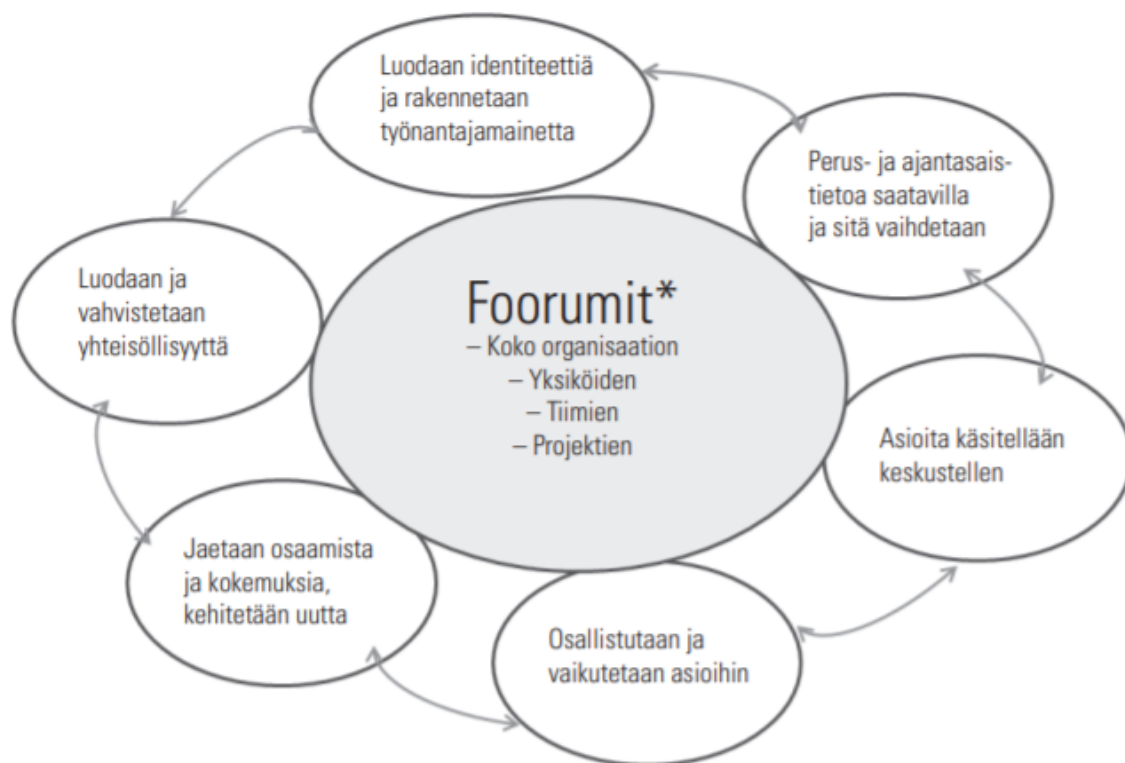 Luodaan identiteettiä
ja rakennetaan
työnantajamainetta
Perus- ja ajantasais-
tietoa saatavilla
ja sitä vaihdetaan
Luodaan ja
vahvistetaan
yhteisöllisyyttä
Foorumit*
– Koko organisaation
– Yksiköiden
– Tiimien
– Projektien
Asioita käsitellään
keskustellen
Jaetaan osaamista
ja kokemuksia,
kehitetään uutta
Osallistutaan ja
vaikutetaan asioihin